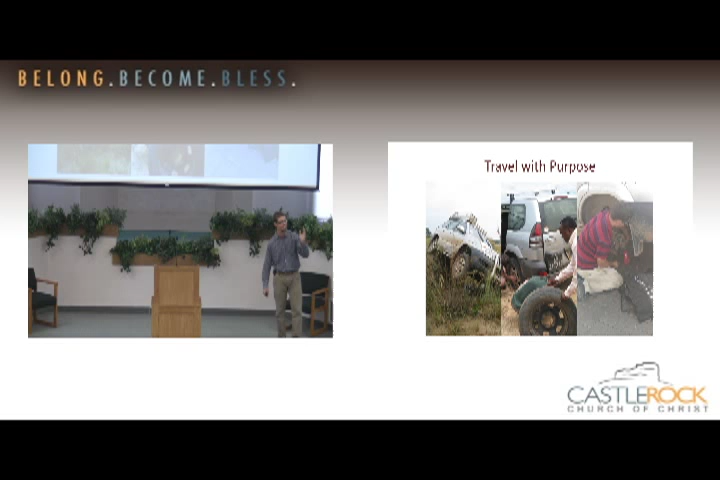 BELONG.BECOME.BLESS.
Travel with Purpose
CASTLEROCK
CHURCH OF CHRIST